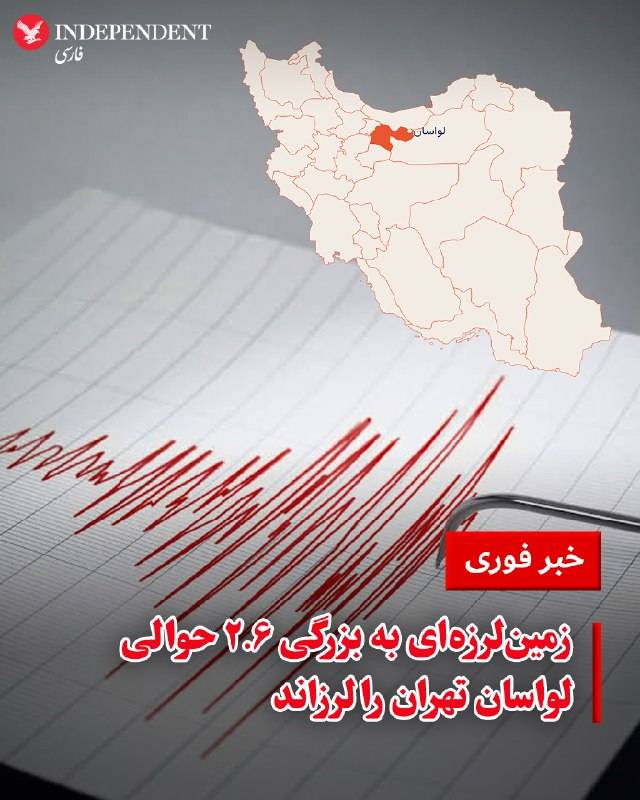 INDEPENDENT
فارسی
لواسان
خبر فوری
زمین‌لرزه‌ای به بزرگی ۲.۶ حوالی
لواسان تهران را لرزاند